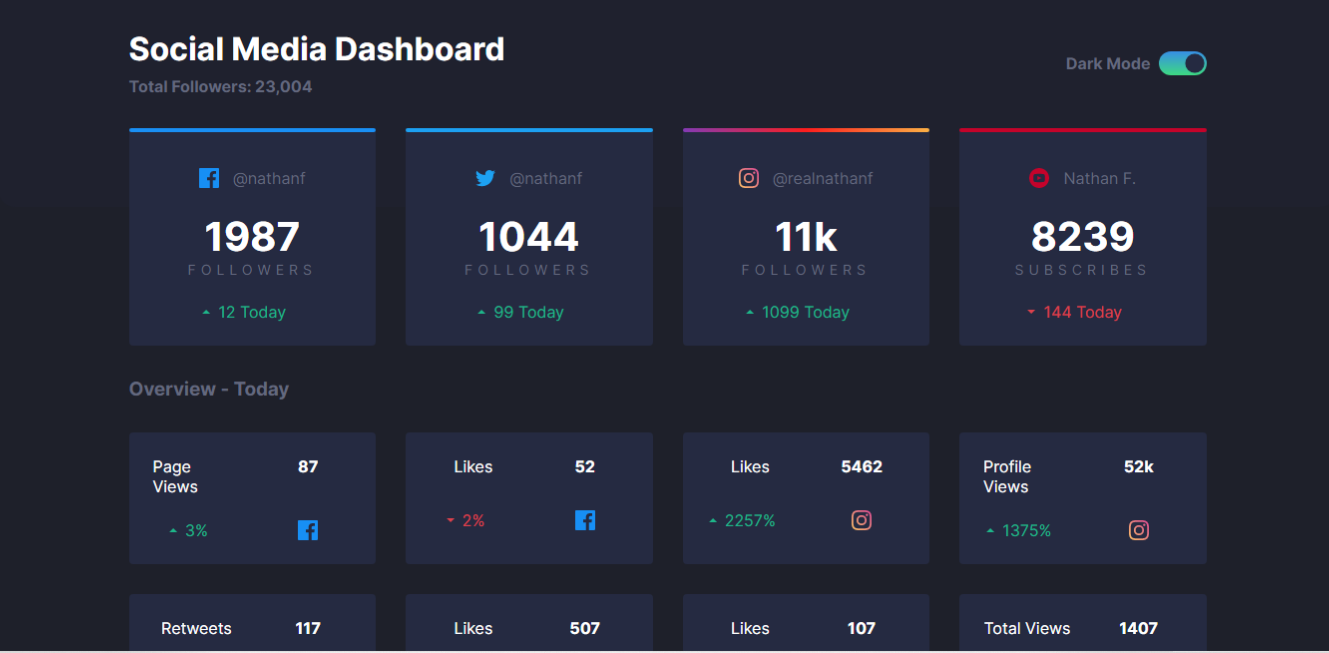 Social Media Dashboard
Total Followers: 23,004
Dark Mode
@nathanf
1987
FOLLOWERS
12 Today
@nathanf
1044
FOLLOWERS
99 Today
@realnathanf
11k
FOLLOWERS
1099 Today
Nathan F.
8239
SUBSCRIBES
144 Today
Overview - Today
Page
Views
87
3%
Likes
52
2%
Likes
5462
2257%
Profile
Views
52k
1375%
Retweets
117
Likes
507
Likes
107
Total Views
1407